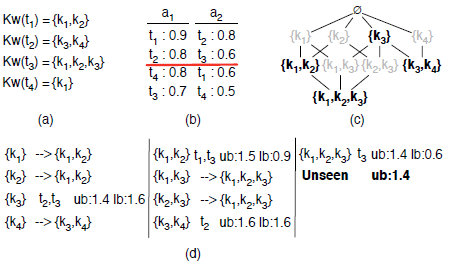 Kw(t₁) ={k₁,k₂}
Kw(t₂) ={k₃,k₄}
Kw(t₃) ={k₁,k₂,k₃}
Kw(t₄) ={k₁}
(a)
a₁ a₂
t₁ : 0.9 t₂ : 0.8
t₂ : 0.8 t₃ : 0.6
t₄ : 0.8 t₁ : 0.6
t₃ : 0.7 t₄ : 0.5
(b)
∅
{k₁} {k₂} {k₃} {k₄}
{k₁,k₂} {k₁,k₃} {k₂,k₃} {k₃,k₄}
{k₁,k₂,k₃}
(c)
{k₁} -->{k₁,k₂}
{k₂} -->{k₁,k₂}
{k₃} t₂,t₃ ub:1.4 lb:1.6
{k₄} -->{k₃,k₄}
{k₁,k₂} t₁,t₃ ub:1.5 lb:0.9
{k₁,k₃} -->{k₁,k₂,k₃}
{k₂,k₃} -->{k₁,k₂,k₃}
{k₃,k₄} t₂ ub:1.6 lb:1.6
{k₁,k₂,k₃} t₃ ub:1.4 lb:0.6
Unseen ub:1.4
(d)